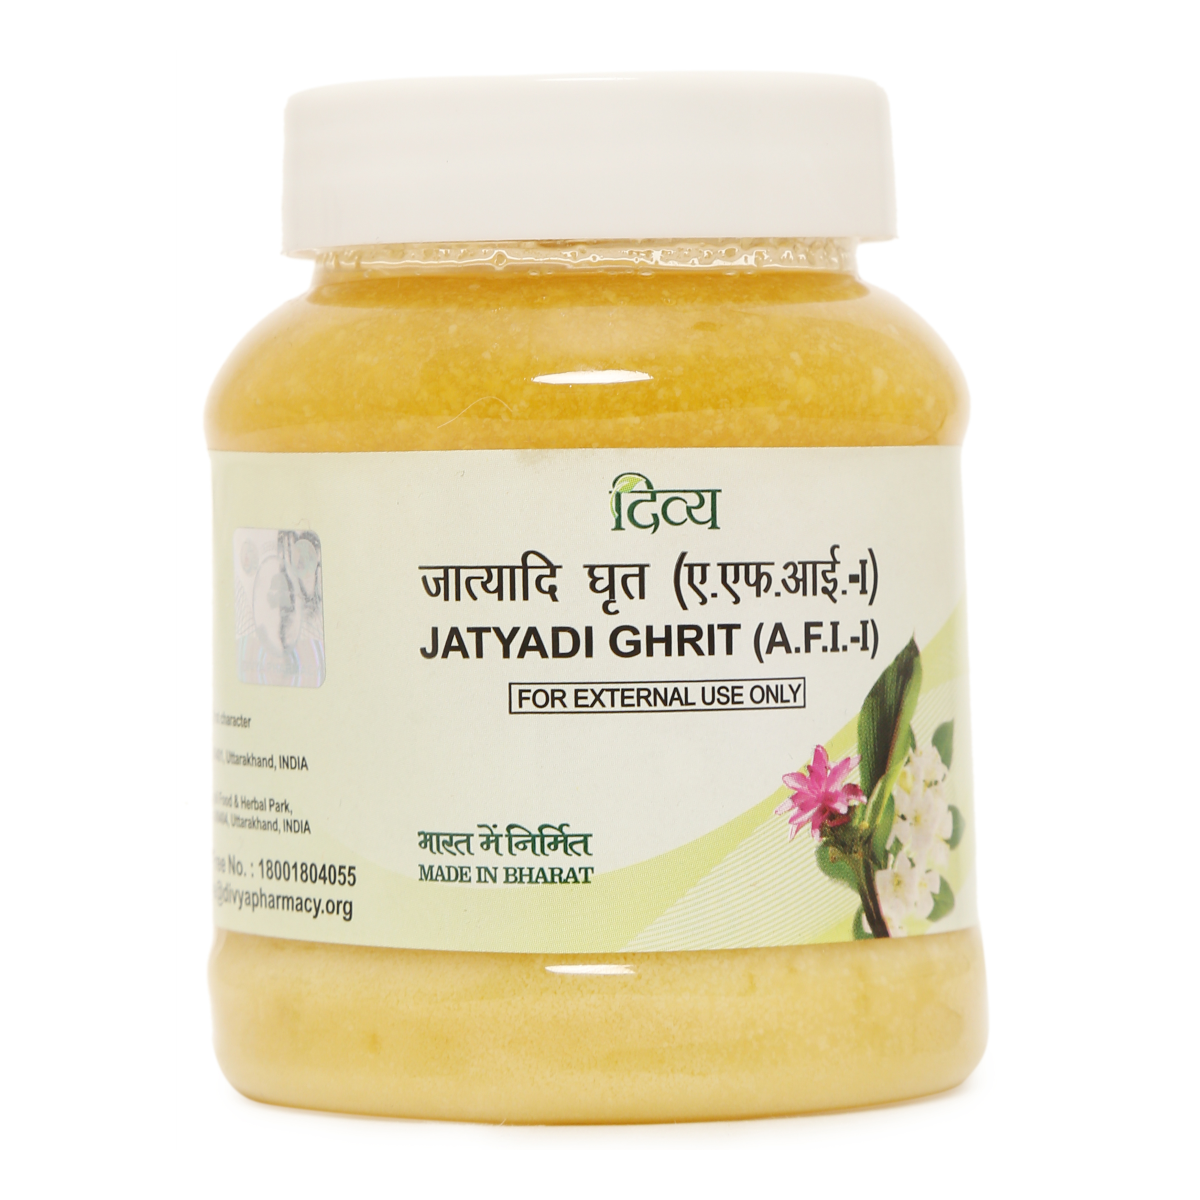 दिव्य
जात्यादि घृत (ए.एफ.आई.-I)
JATYADI GHRIT (A.F.I.-I)
FOR EXTERNAL USE ONLY
भारत में निर्मित
MADE IN BHARAT
character
Uttarakhand, INDIA
Food & Herbal Park,
Uttarakhand, INDIA
No. : 18001804055
@divyapharmacy.org